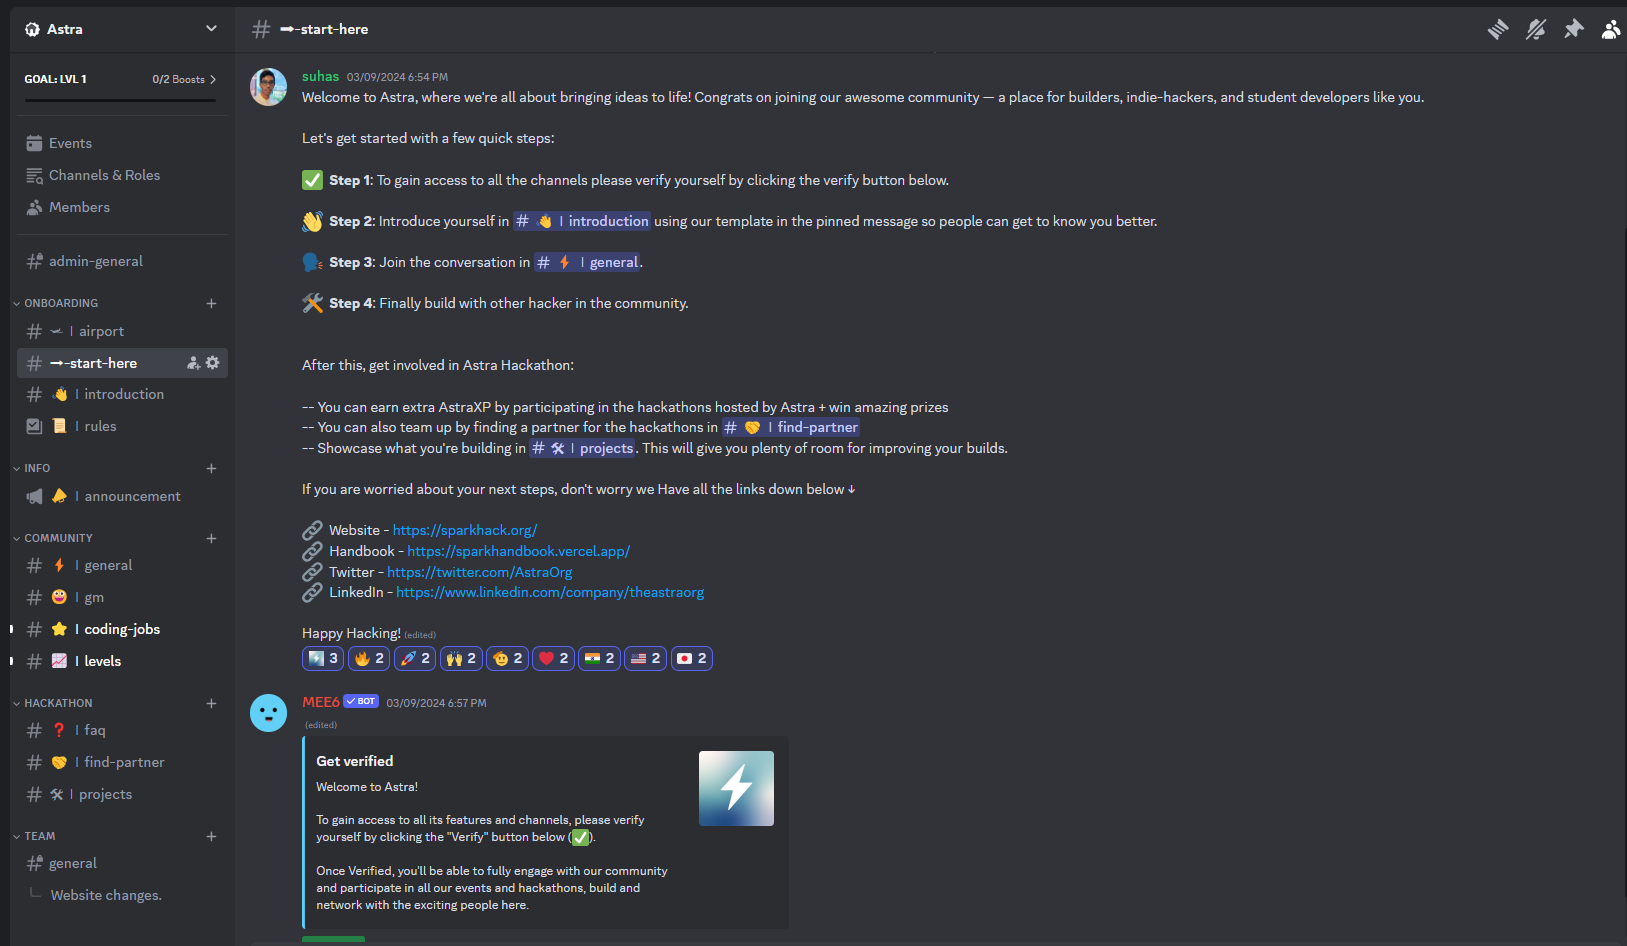 Astra
GOAL: LVL 1 0/2 Boosts
Events
Channels & Roles
Members
admin-general
ONBOARDING
| airport
➞-start-here
👋 | introduction
📜 | rules
INFO
📣 | announcement
COMMUNITY
⚡ | general
😀 | gm
⭐ | coding-jobs
📈 | levels
HACKATHON
❓ | faq
🤝 | find-partner
🛠 | projects
TEAM
general
Website changes.
# ➞-start-here
suhas 03/09/2024 6:54 PM
Welcome to Astra, where we're all about bringing ideas to life! Congrats on joining our awesome community — a place for builders, indie-hackers, and student developers like you.
Let's get started with a few quick steps:
✅ Step 1: To gain access to all the channels please verify yourself by clicking the verify button below.
👋 Step 2: Introduce yourself in # 👋 | introduction using our template in the pinned message so people can get to know you better.
🗣 Step 3: Join the conversation in # ⚡ | general.
🛠 Step 4: Finally build with other hacker in the community.
After this, get involved in Astra Hackathon:
-- You can earn extra AstraXP by participating in the hackathons hosted by Astra + win amazing prizes
-- You can also team up by finding a partner for the hackathons in # 🤝 | find-partner
-- Showcase what you're building in # 🛠 | projects. This will give you plenty of room for improving your builds.
If you are worried about your next steps, don't worry we Have all the links down below ↓
🔗 Website - https://sparkhack.org/
🔗 Handbook - https://sparkhandbook.vercel.app/
🔗 Twitter - https://twitter.com/AstraOrg
🔗 LinkedIn - https://www.linkedin.com/company/theastraorg
Happy Hacking! (edited)
3 🔥 2 🚀 2 🙌 2 🫡 2 ❤️ 2 🇮🇳 2 🇺🇸 2 🇯🇵 2
MEE6 ✓ BOT 03/09/2024 6:57 PM
(edited)
Get verified
Welcome to Astra!
To gain access to all its features and channels, please verify
yourself by clicking the "Verify" button below (✅).
Once Verified, you'll be able to fully engage with our community
and participate in all our events and hackathons, build and
network with the exciting people here.